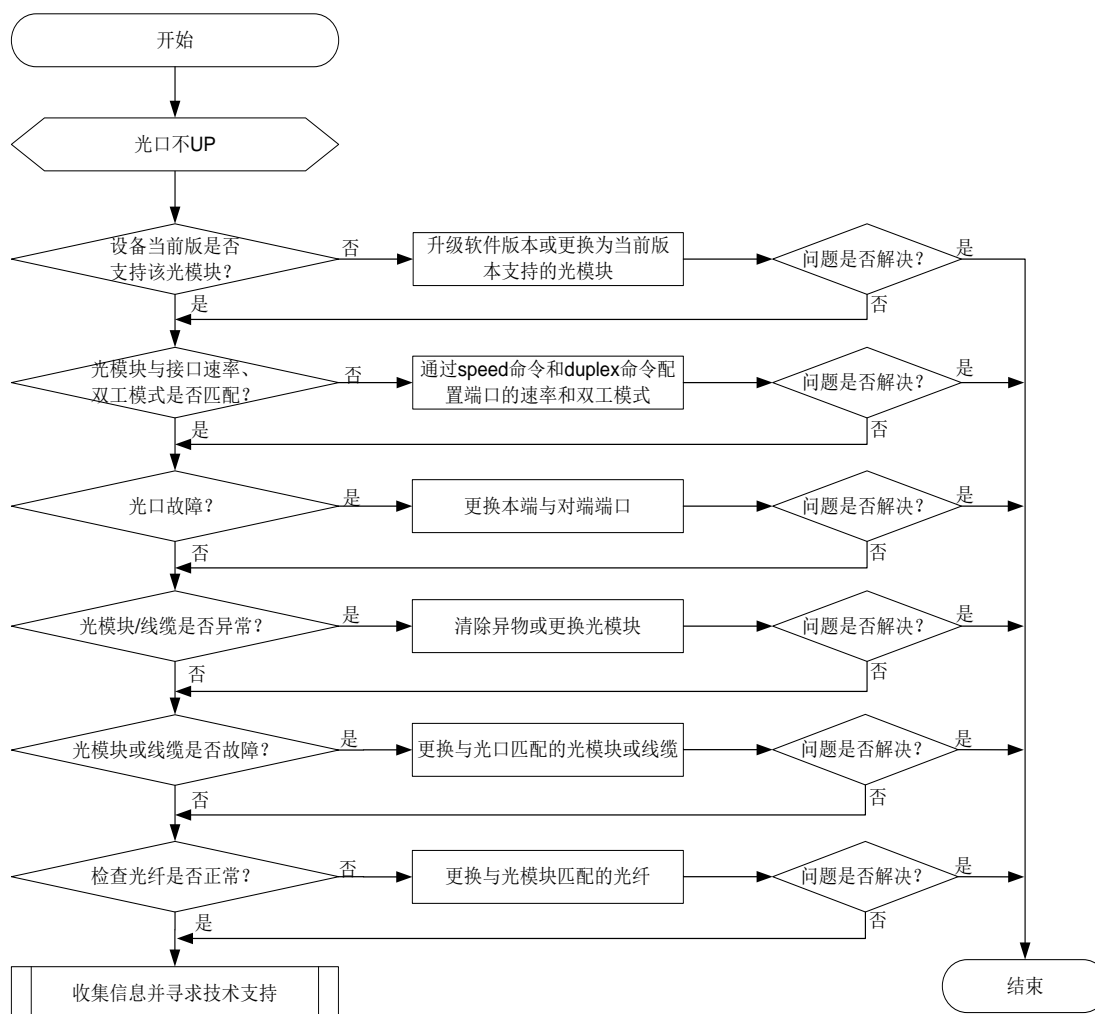 开始
光口不UP
设备当前版是否
支持该光模块？
否
升级软件版本或更换为当前版
本支持的光模块
问题是否解决？
是
是
否
光模块与接口速率、
双工模式是否匹配？
否
通过speed命令和duplex命令配
置端口的速率和双工模式
问题是否解决？
是
是
否
光口故障？
是
更换本端与对端端口
问题是否解决？
是
否
否
光模块/线缆是否异常？
是
清除异物或更换光模块
问题是否解决？
是
否
否
光模块或线缆是否故障？
是
更换与光口匹配的光模块或线缆
问题是否解决？
是
否
否
检查光纤是否正常？
否
更换与光模块匹配的光纤
问题是否解决？
是
是
否
收集信息并寻求技术支持
结束